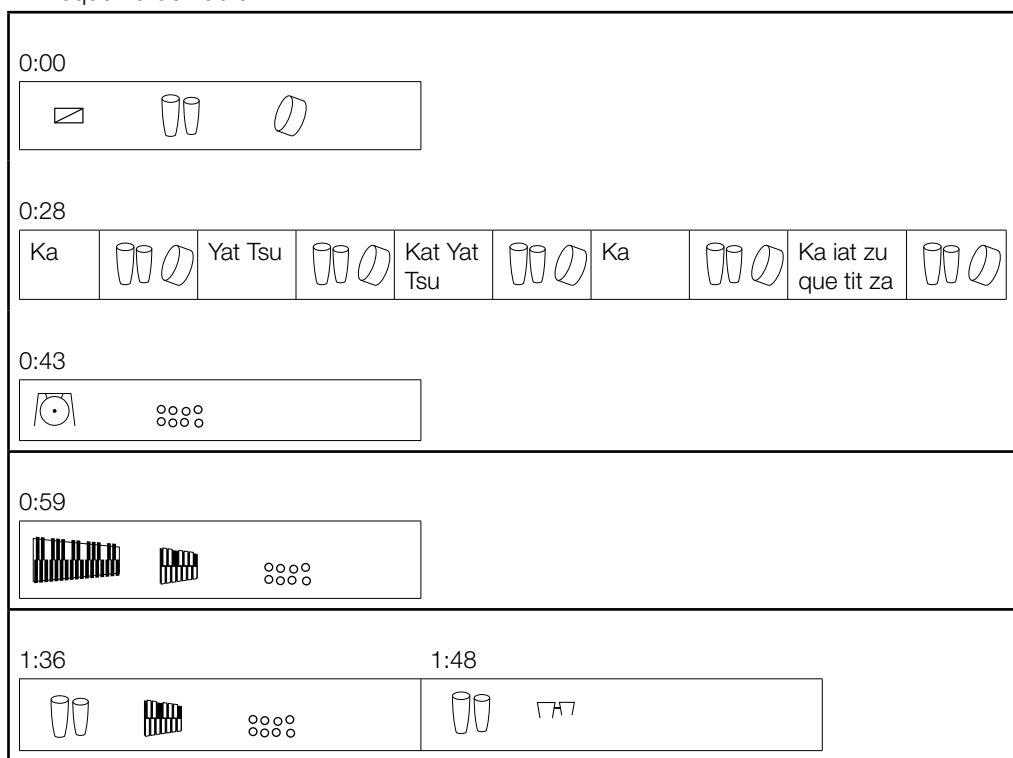 0:00
0:28
Ka
Yat Tsu
Kat Yat
Tsu
Ka
Ka iat zu
que tit za
0:43
0:59
1:36 1:48